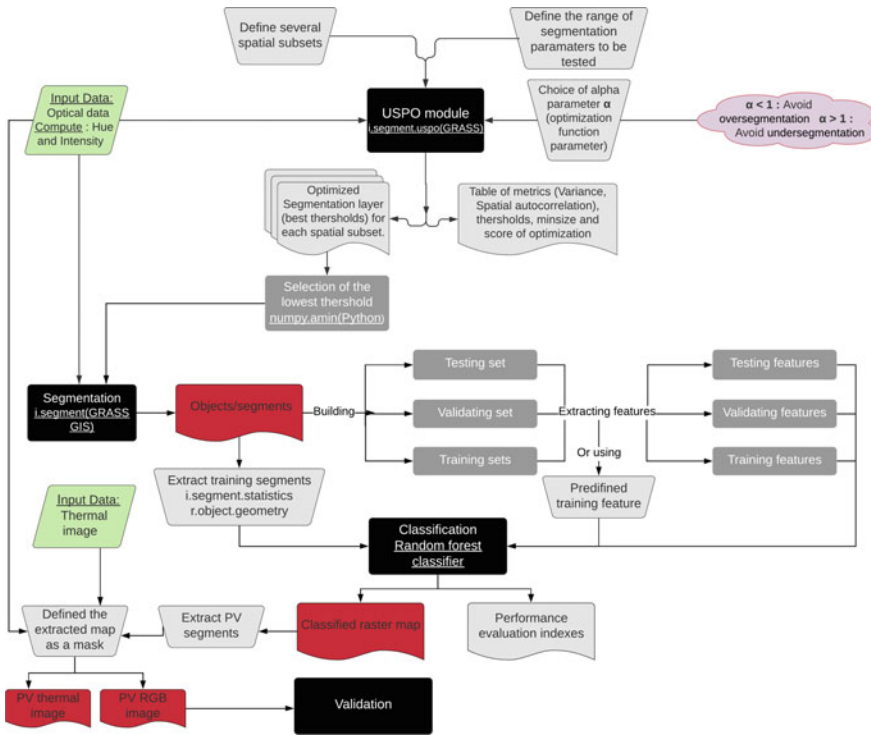 Define several
spatial subsets
Define the range of
segmentation
paramaters to be
tested
Input Data:
Optical data
Compute : Hue
and Intensity
USPO module
i.segment.uspo(GRASS)
Choice of alpha
parameter α
(optimization
function
parameter)
α < 1 : Avoid
oversegmentation α > 1 :
Avoid undersegmentation
Optimized
Segmentation layer
(best thersholds) for
each spatial subset.
Table of metrics (Variance,
Spatial autocorrelation),
thersholds, minsize and
score of optimization
Selection of the
lowest thershold
numpy.amin(Python)
Segmentation
i.segment(GRASS
GIS)
Objects/segments
Building
Testing set
Validating set
Training sets
Extracting features
Or using
Testing features
Validating features
Training features
Predifined
training feature
Extract training segments
i.segment.statistics
r.object.geometry
Input Data:
Thermal
image
Classification
Random forest
classifier
Defined the
extracted map
as a mask
Extract PV
segments
Classified raster map
Performance
evaluation indexes
PV thermal
image
PV RGB
image
Validation